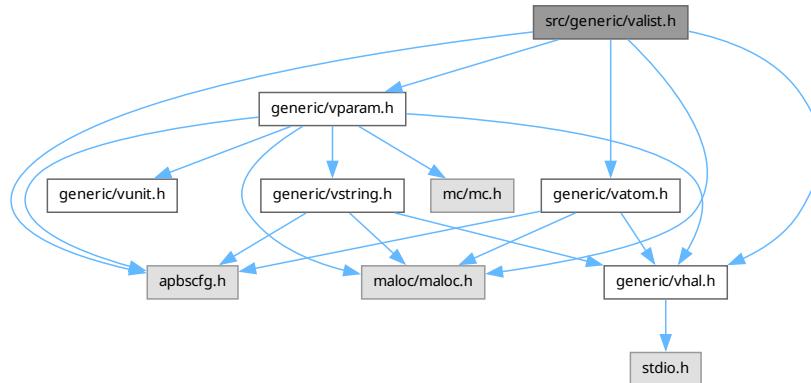 src/generic/valist.h
generic/vparam.h
generic/vunit.h
generic/vstring.h
mc/mc.h
generic/vatom.h
apbscfg.h
maloc/maloc.h
generic/vhal.h
stdio.h